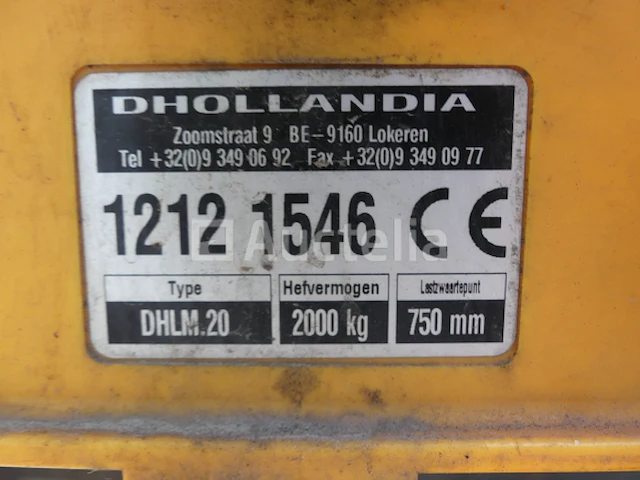 DHOLLANDIA
Zoomstraat 9 BE-9160 Lokeren
Tel +32(0)9 349 06 92 Fax +32(0)9 349 09 77
1212 1546 CE
Auctelia
Type Hefvermogen Lastzwaartepunt
DHLM.20 2000 kg 750 mm